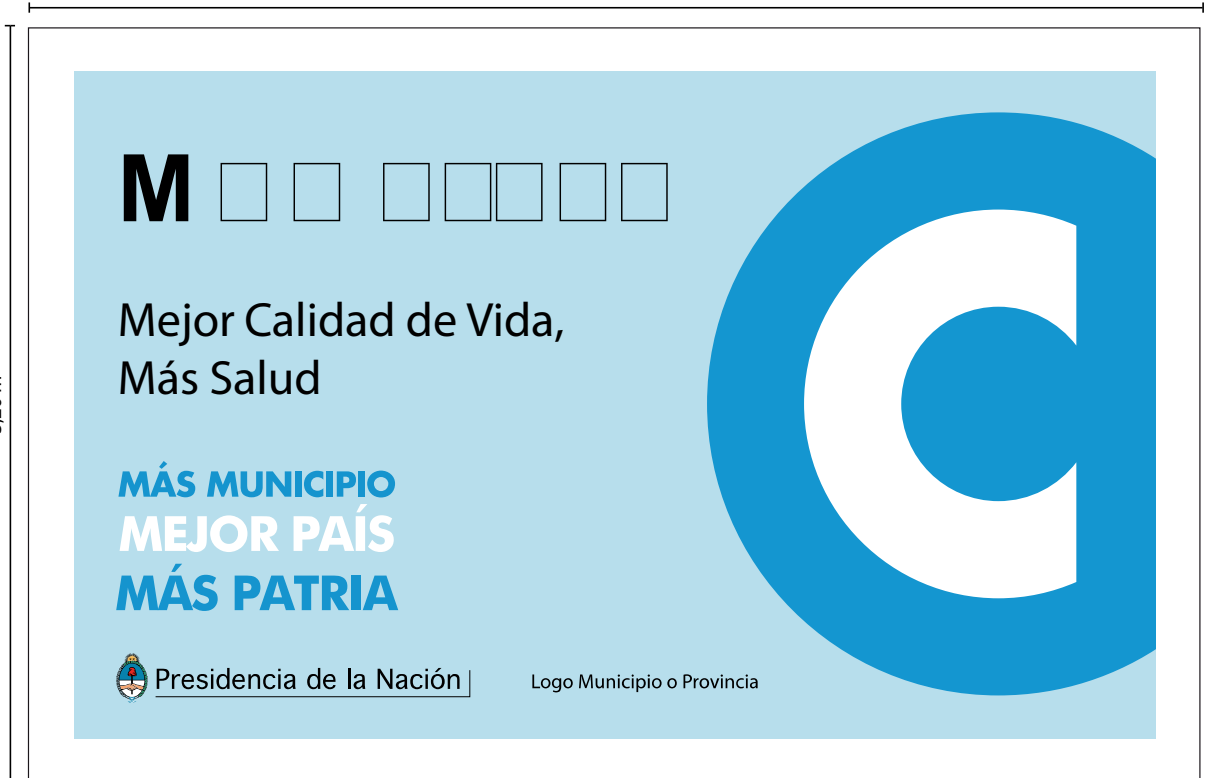 M
Mejor Calidad de Vida,
Más Salud
MÁS MUNICIPIO
MEJOR PAÍS
MÁS PATRIA
Presidencia de la Nación
Logo Municipio o Provincia
C